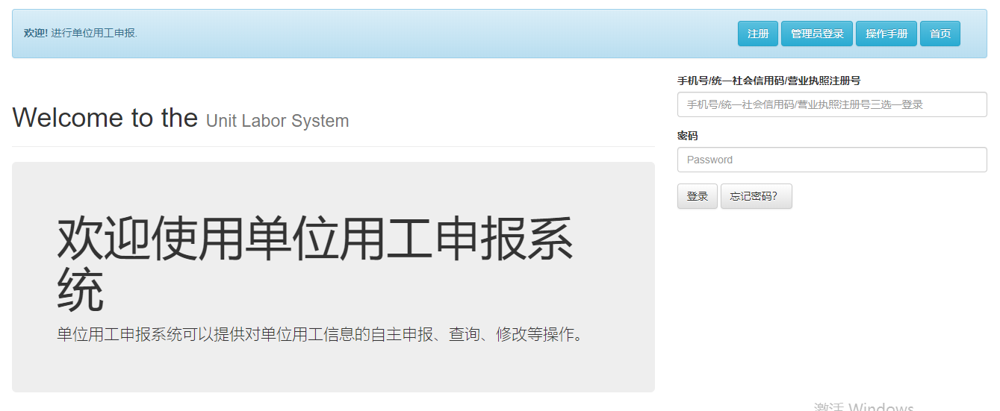 欢迎! 进行单位用工申报.
注册 管理员登录 操作手册 首页
手机号/统一社会信用码/营业执照注册号
手机号/统一社会信用码/营业执照注册号三选一登录
密码
Password
登录 忘记密码?
Welcome to the Unit Labor System
欢迎使用单位用工申报系
统
单位用工申报系统可以提供对单位用工信息的自主申报、查询、修改等操作。
激活 Windows